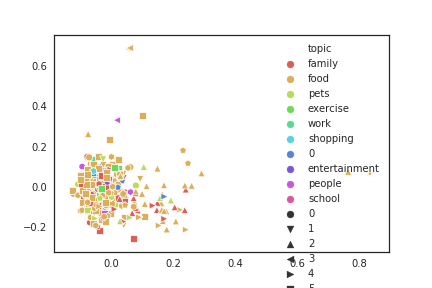 topic
family
food
pets
exercise
work
shopping
0
entertainment
people
school
0
1
2
3
4
5
0.6
0.4
0.2
0.0
−0.2
0.0 0.2 0.4 0.6 0.8